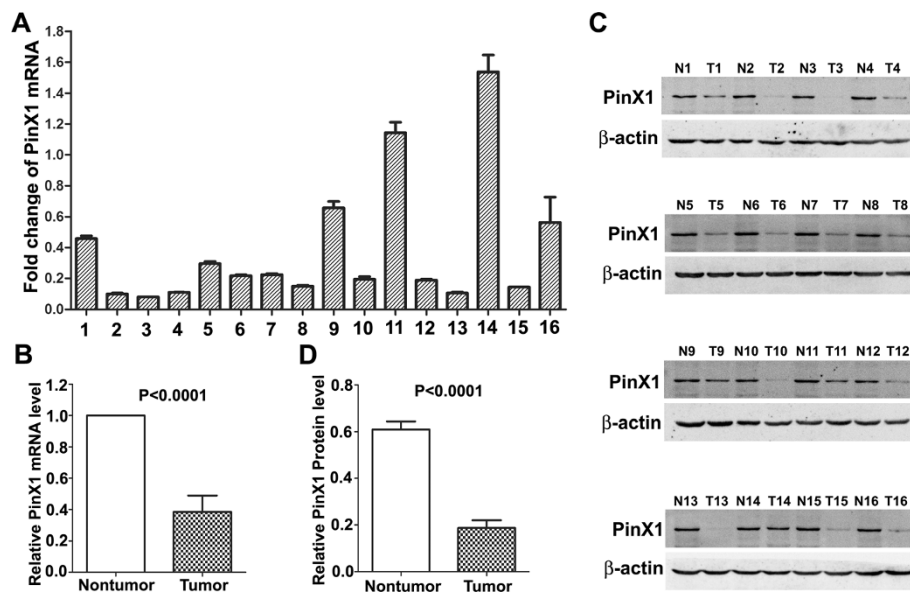 A
Fold change of PinX1 mRNA
1.8
1.6
1.4
1.2
1.0
0.8
0.6
0.4
0.2
0.0
1 2 3 4 5 6 7 8 9 10 11 12 13 14 15 16
B
P<0.0001
Relative PinX1 mRNA level
1.2
1.0
0.8
0.6
0.4
0.2
0.0
Nontumor Tumor
D
P<0.0001
Relative PinX1 Protein level
0.8
0.6
0.4
0.2
0.0
Nontumor Tumor
C
N1 T1 N2 T2 N3 T3 N4 T4
PinX1
β-actin
N5 T5 N6 T6 N7 T7 N8 T8
PinX1
β-actin
N9 T9 N10 T10 N11 T11 N12 T12
PinX1
β-actin
N13 T13 N14 T14 N15 T15 N16 T16
PinX1
β-actin